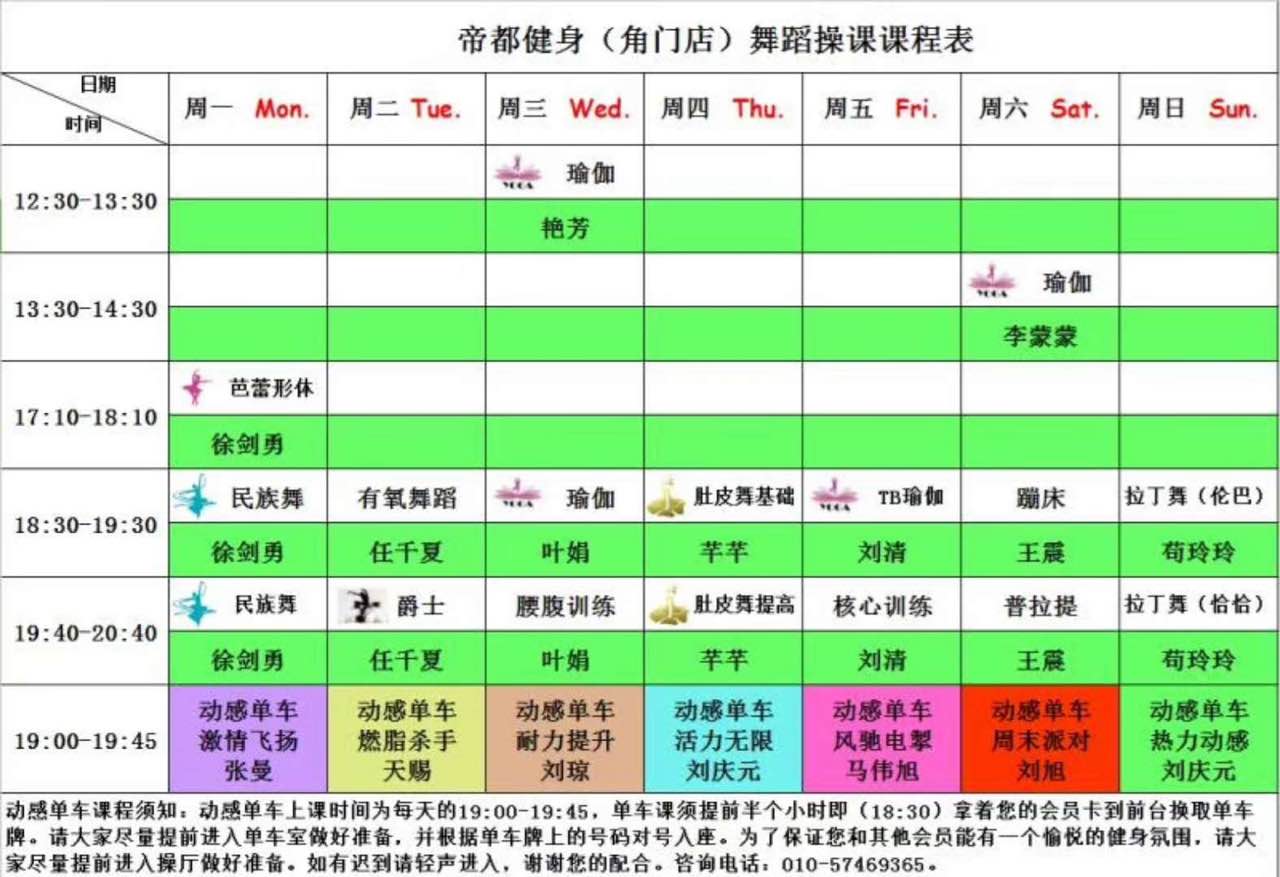 帝都健身（角门店）舞蹈操课课程表
日期
时间
周一 Mon. 周二 Tue. 周三 Wed. 周四 Thu. 周五 Fri. 周六 Sat. 周日 Sun.
12:30-13:30
YOGA 瑜伽
艳芳
13:30-14:30
YOGA 瑜伽
李蒙蒙
17:10-18:10
芭蕾形体
徐剑勇
18:30-19:30
民族舞 有氧舞蹈 YOGA 瑜伽 肚皮舞基础 YOGA TB瑜伽 蹦床 拉丁舞（伦巴）
徐剑勇 任千夏 叶娟 芊芊 刘清 王震 苟玲玲
19:40-20:40
民族舞 爵士 腰腹训练 肚皮舞提高 核心训练 普拉提 拉丁舞（恰恰）
徐剑勇 任千夏 叶娟 芊芊 刘清 王震 苟玲玲
19:00-19:45
动感单车 动感单车 动感单车 动感单车 动感单车 动感单车 动感单车
激情飞扬 燃脂杀手 耐力提升 活力无限 风驰电掣 周末派对 热力动感
张曼 天赐 刘琼 刘庆元 马伟旭 刘旭 刘庆元
动感单车课程须知：动感单车上课时间为每天的19:00-19:45，单车课须提前半个小时即（18:30）拿着您的会员卡到前台换取单车
牌。请大家尽量提前进入单车室做好准备，并根据单车牌上的号码对号入座。为了保证您和其他会员能有一个愉悦的健身氛围，请大
家尽量提前进入操厅做好准备。如有迟到请轻声进入，谢谢您的配合。咨询电话：010-57469365。